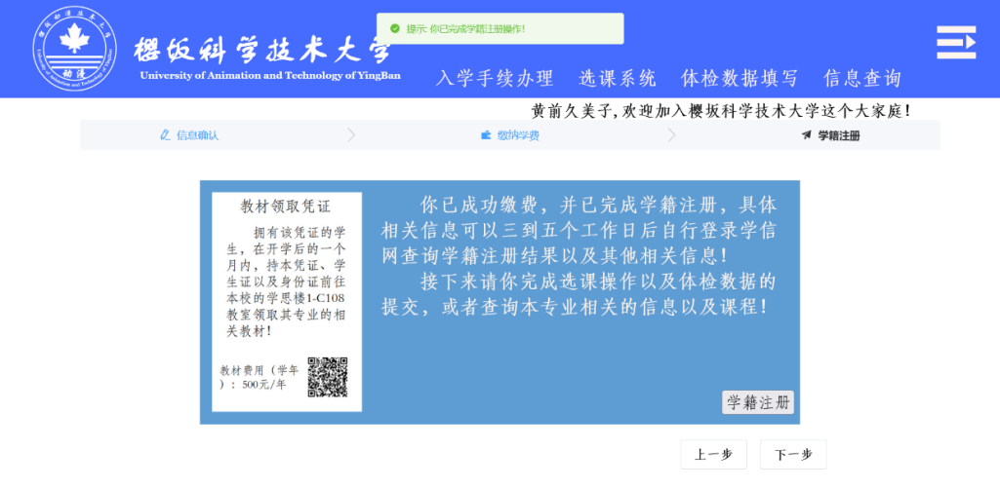 提示: 你已完成学籍注册操作！
樱坂科学技术大学
University of Animation and Technology of YingBan
动漫
入学手续办理 选课系统 体检数据填写 信息查询
黄前久美子,欢迎加入樱坂科学技术大学这个大家庭！
信息确认 缴纳学费 学籍注册
教材领取凭证
拥有该凭证的学
生，在开学后的一个
月内，持本凭证、学
生证以及身份证前往
本校的学思楼1-C108
教室领取其专业的相
关教材！
教材费用（学年
）：500元/年
你已成功缴费，并已完成学籍注册，具体
相关信息可以三到五个工作日后自行登录学信
网查询学籍注册结果以及其他相关信息！
接下来请你完成选课操作以及体检数据的
提交，或者查询本专业相关的信息以及课程！
学籍注册
上一步 下一步